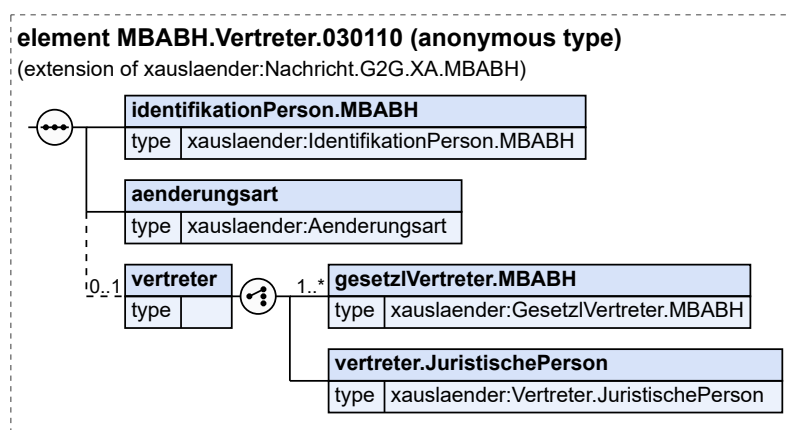 element MBABH.Vertreter.030110 (anonymous type)
(extension of xauslaender:Nachricht.G2G.XA.MBABH)
identifikationPerson.MBABH
type xauslaender:IdentifikationPerson.MBABH
aenderungsart
type xauslaender:Aenderungsart
0..1 vertreter
type
1..* gesetzlVertreter.MBABH
type xauslaender:GesetzlVertreter.MBABH
vertreter.JuristischePerson
type xauslaender:Vertreter.JuristischePerson